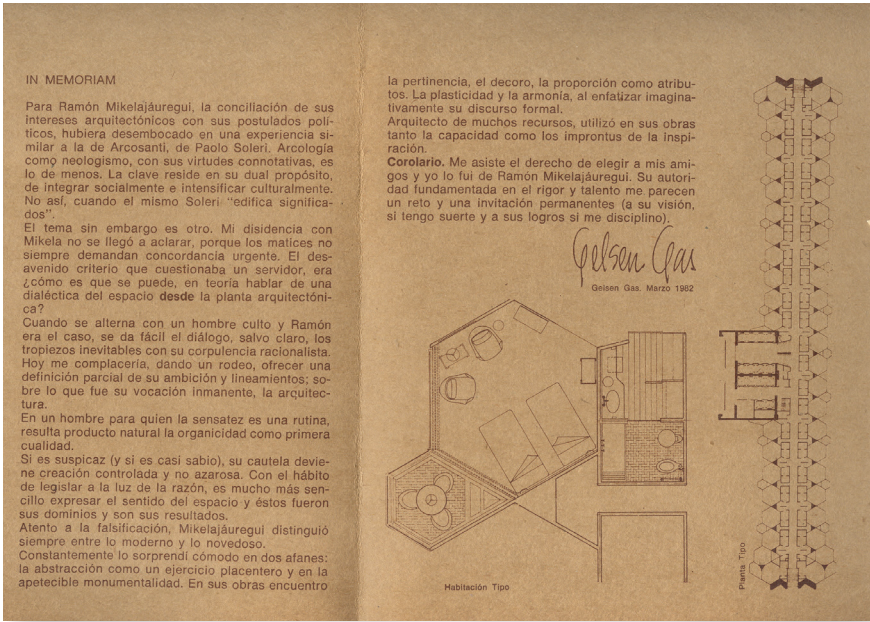 IN MEMORIAM
Para Ramón Mikelajáuregui, la conciliación de sus
intereses arquitectónicos con sus postulados polí-
ticos, hubiera desembocado en una experiencia si-
milar a la de Arcosanti, de Paolo Soleri. Arcología
como neologismo, con sus virtudes connotativas, es
lo de menos. La clave reside en su dual propósito,
de integrar socialmente e intensificar culturalmente.
No así, cuando el mismo Soleri "edifica significa-
dos".
El tema sin embargo es otro. Mi disidencia con
Mikela no se llegó a aclarar, porque los matices no
siempre demandan concordancia urgente. El des-
avenido criterio que cuestionaba un servidor, era
¿cómo es que se puede, en teoría hablar de una
dialéctica del espacio desde la planta arquitectóni-
ca?
Cuando se alterna con un hombre culto y Ramón
era el caso, se da fácil el diálogo, salvo claro, los
tropiezos inevitables con su corpulencia racionalista.
Hoy me complacería, dando un rodeo, ofrecer una
definición parcial de su ambición y lineamientos; so-
bre lo que fue su vocación inmanente, la arquitec-
tura.
En un hombre para quien la sensatez es una rutina,
resulta producto natural la organicidad como primera
cualidad.
Si es suspicaz (y si es casi sabio), su cautela devie-
ne creación controlada y no azarosa. Con el hábito
de legislar a la luz de la razón, es mucho más sen-
cillo expresar el sentido del espacio y éstos fueron
sus dominios y son sus resultados.
Atento a la falsificación, Mikelajáuregui distinguió
siempre entre lo moderno y lo novedoso.
Constantemente lo sorprendí cómodo en dos afanes:
la abstracción como un ejercicio placentero y en la
apetecible monumentalidad. En sus obras encuentro
la pertinencia, el decoro, la proporción como atribu-
tos. La plasticidad y la armonía, al enfatizar imagina-
tivamente su discurso formal.
Arquitecto de muchos recursos, utilizó en sus obras
tanto la capacidad como los improntus de la inspi-
ración.
Corolario. Me asiste el derecho de elegir a mis ami-
gos y yo lo fui de Ramón Mikelajáuregui. Su autori-
dad fundamentada en el rigor y talento me parecen
un reto y una invitación permanentes (a su visión,
si tengo suerte y a sus logros si me disciplino).
Gelsen Gas
Gelsen Gas. Marzo 1982
Habitación Tipo
Planta Tipo